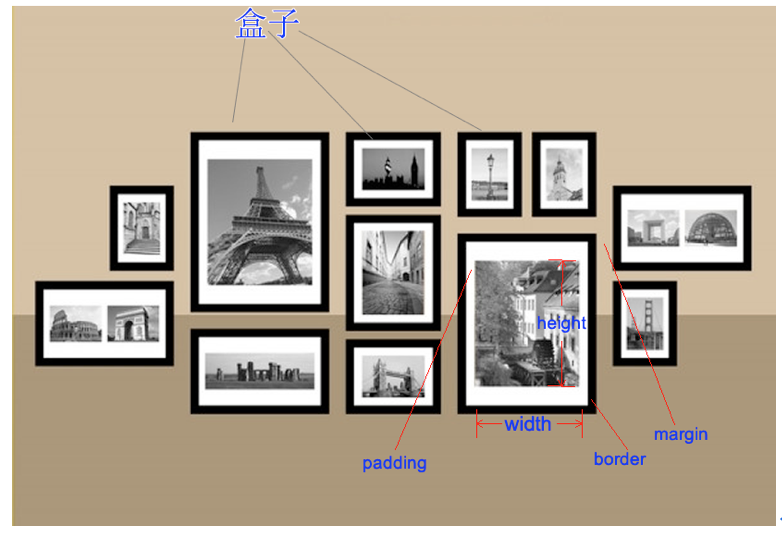 盒子
height
width
padding
border
margin